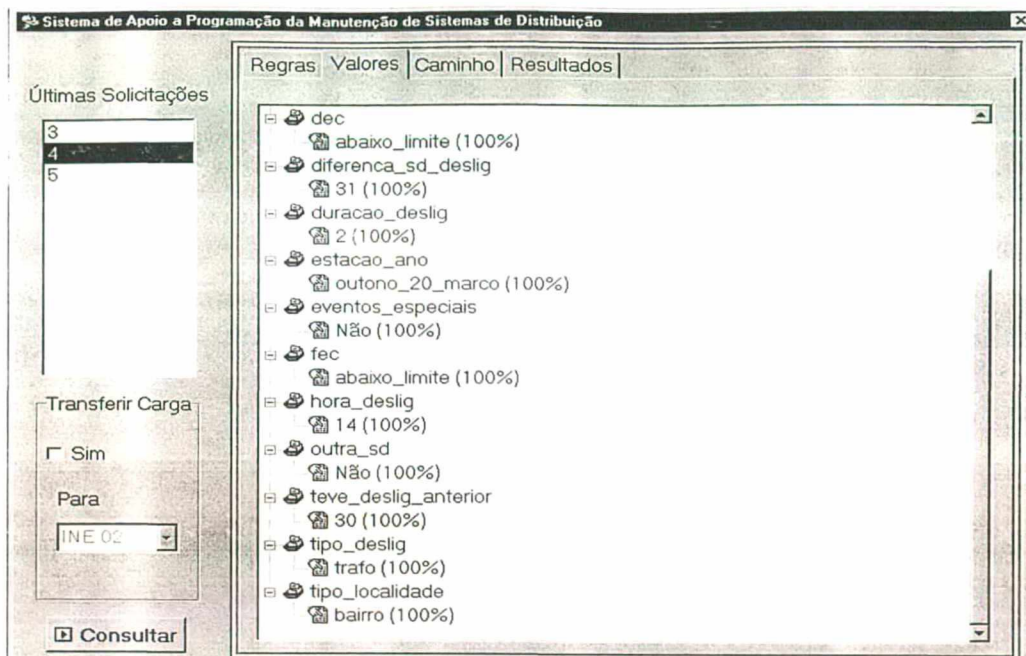 Sistema de Apoio a Programação da Manutenção de Sistemas de Distribuição
Regras Valores Caminho Resultados
Últimas Solicitações
3
4
5
Transferir Carga
Sim
Para
INE 02
Consultar
dec
abaixo_limite (100%)
diferenca_sd_deslig
31 (100%)
duracao_deslig
2 (100%)
estacao_ano
outono_20_marco (100%)
eventos_especiais
Não (100%)
fec
abaixo_limite (100%)
hora_deslig
14 (100%)
outra_sd
Não (100%)
teve_deslig_anterior
30 (100%)
tipo_deslig
trafo (100%)
tipo_localidade
bairro (100%)